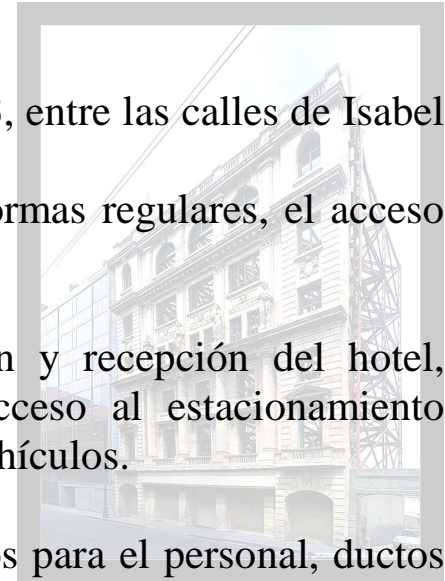 , entre las calles de Isabel
ormas regulares, el acceso
n y recepción del hotel,
cceso al estacionamiento
hículos.
os para el personal, ductos